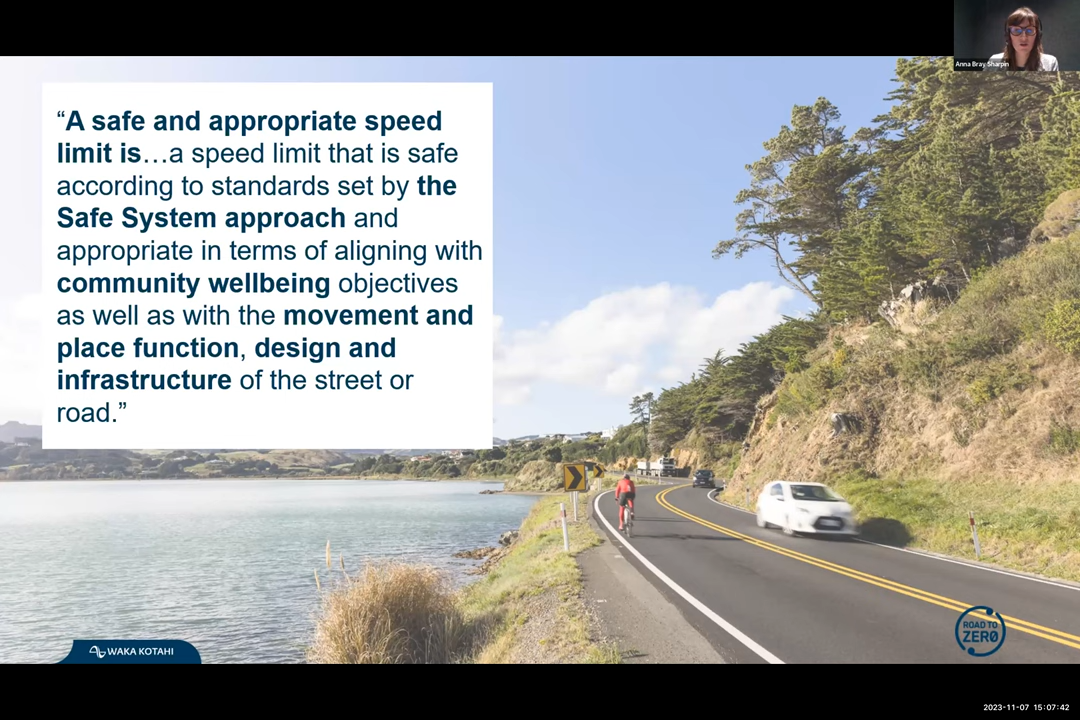 Anna Bray Sharpin
“A safe and appropriate speed
limit is…a speed limit that is safe
according to standards set by the
Safe System approach and
appropriate in terms of aligning with
community wellbeing objectives
as well as with the movement and
place function, design and
infrastructure of the street or
road.”
WAKA KOTAHI
ROAD TO
ZERO
2023-11-07 15:07:42